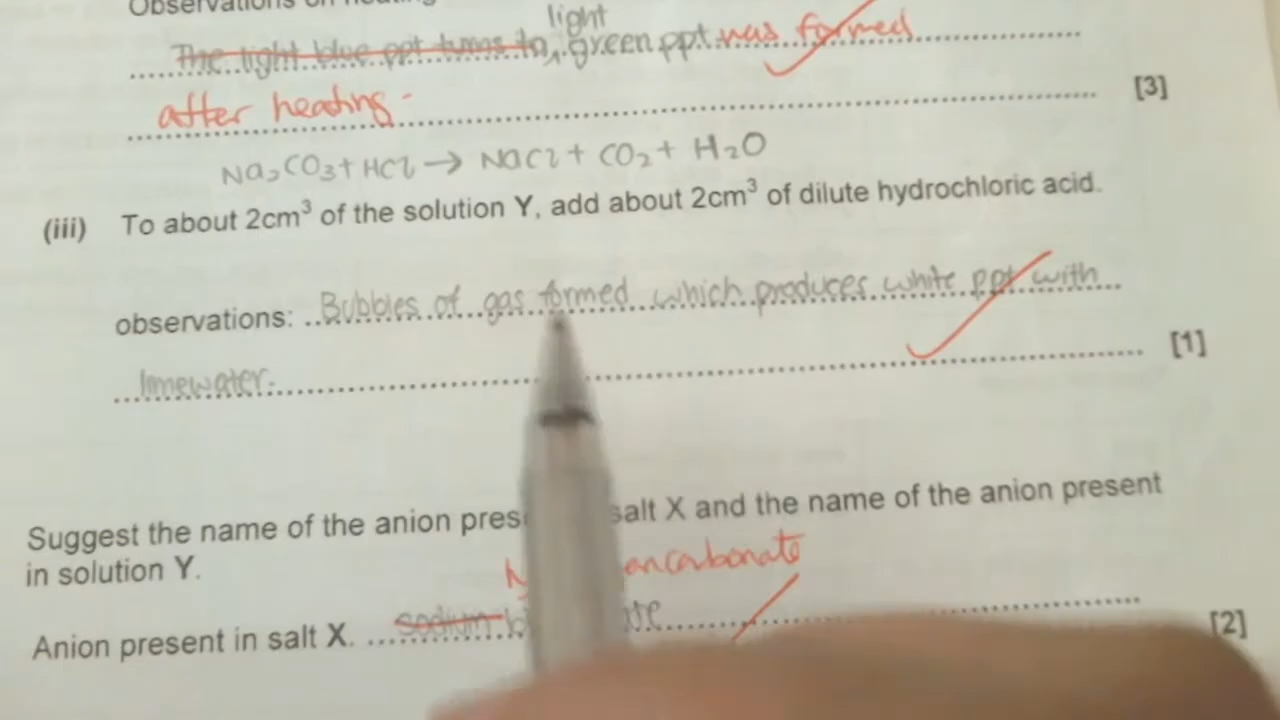 Observations on heating
light
The light blue ppt turns to, green ppt was formed
after heating. [3]
Na2CO3 + HCl → NaCl + CO2 + H2O
(iii) To about 2cm³ of the solution Y, add about 2cm³ of dilute hydrochloric acid.
observations: Bubbles of gas formed which produces white ppt with
limewater. [1]
Suggest the name of the anion salt X and the name of the anion present
in solution Y.
Anion present in salt X. sodium [2]